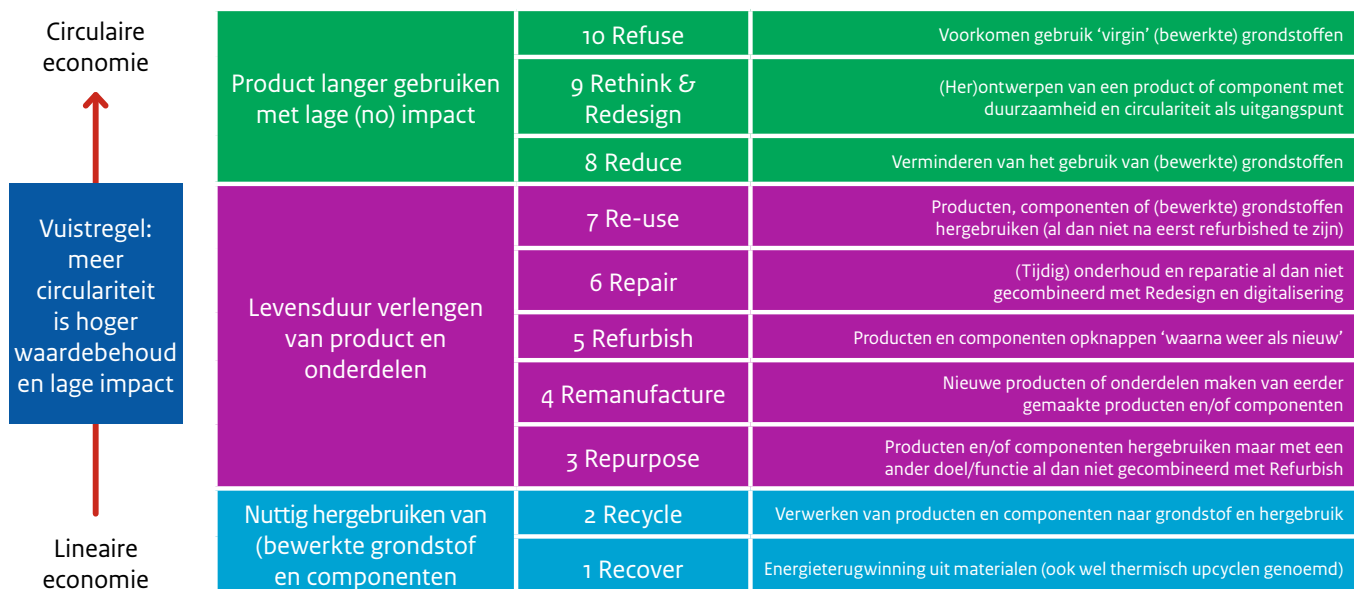 Circulaire
economie
Vuistregel:
meer
circulariteit
is hoger
waardebehoud
en lage impact
Lineaire
economie
Product langer gebruiken
met lage (no) impact
10 Refuse
Voorkomen gebruik ‘virgin’ (bewerkte) grondstoffen
9 Rethink &
Redesign
(Her)ontwerpen van een product of component met
duurzaamheid en circulariteit als uitgangspunt
8 Reduce
Verminderen van het gebruik van (bewerkte) grondstoffen
Levensduur verlengen
van product en
onderdelen
7 Re-use
Producten, componenten of (bewerkte) grondstoffen
hergebruiken (al dan niet na eerst refurbished te zijn)
6 Repair
(Tijdig) onderhoud en reparatie al dan niet
gecombineerd met Redesign en digitalisering
5 Refurbish
Producten en componenten opknappen ‘waarna weer als nieuw’
4 Remanufacture
Nieuwe producten of onderdelen maken van eerder
gemaakte producten en/of componenten
3 Repurpose
Producten en/of componenten hergebruiken maar met een
ander doel/functie al dan niet gecombineerd met Refurbish
Nuttig hergebruiken van
(bewerkte grondstof
en componenten
2 Recycle
Verwerken van producten en componenten naar grondstof en hergebruik
1 Recover
Energieterugwinning uit materialen (ook wel thermisch upcyclen genoemd)